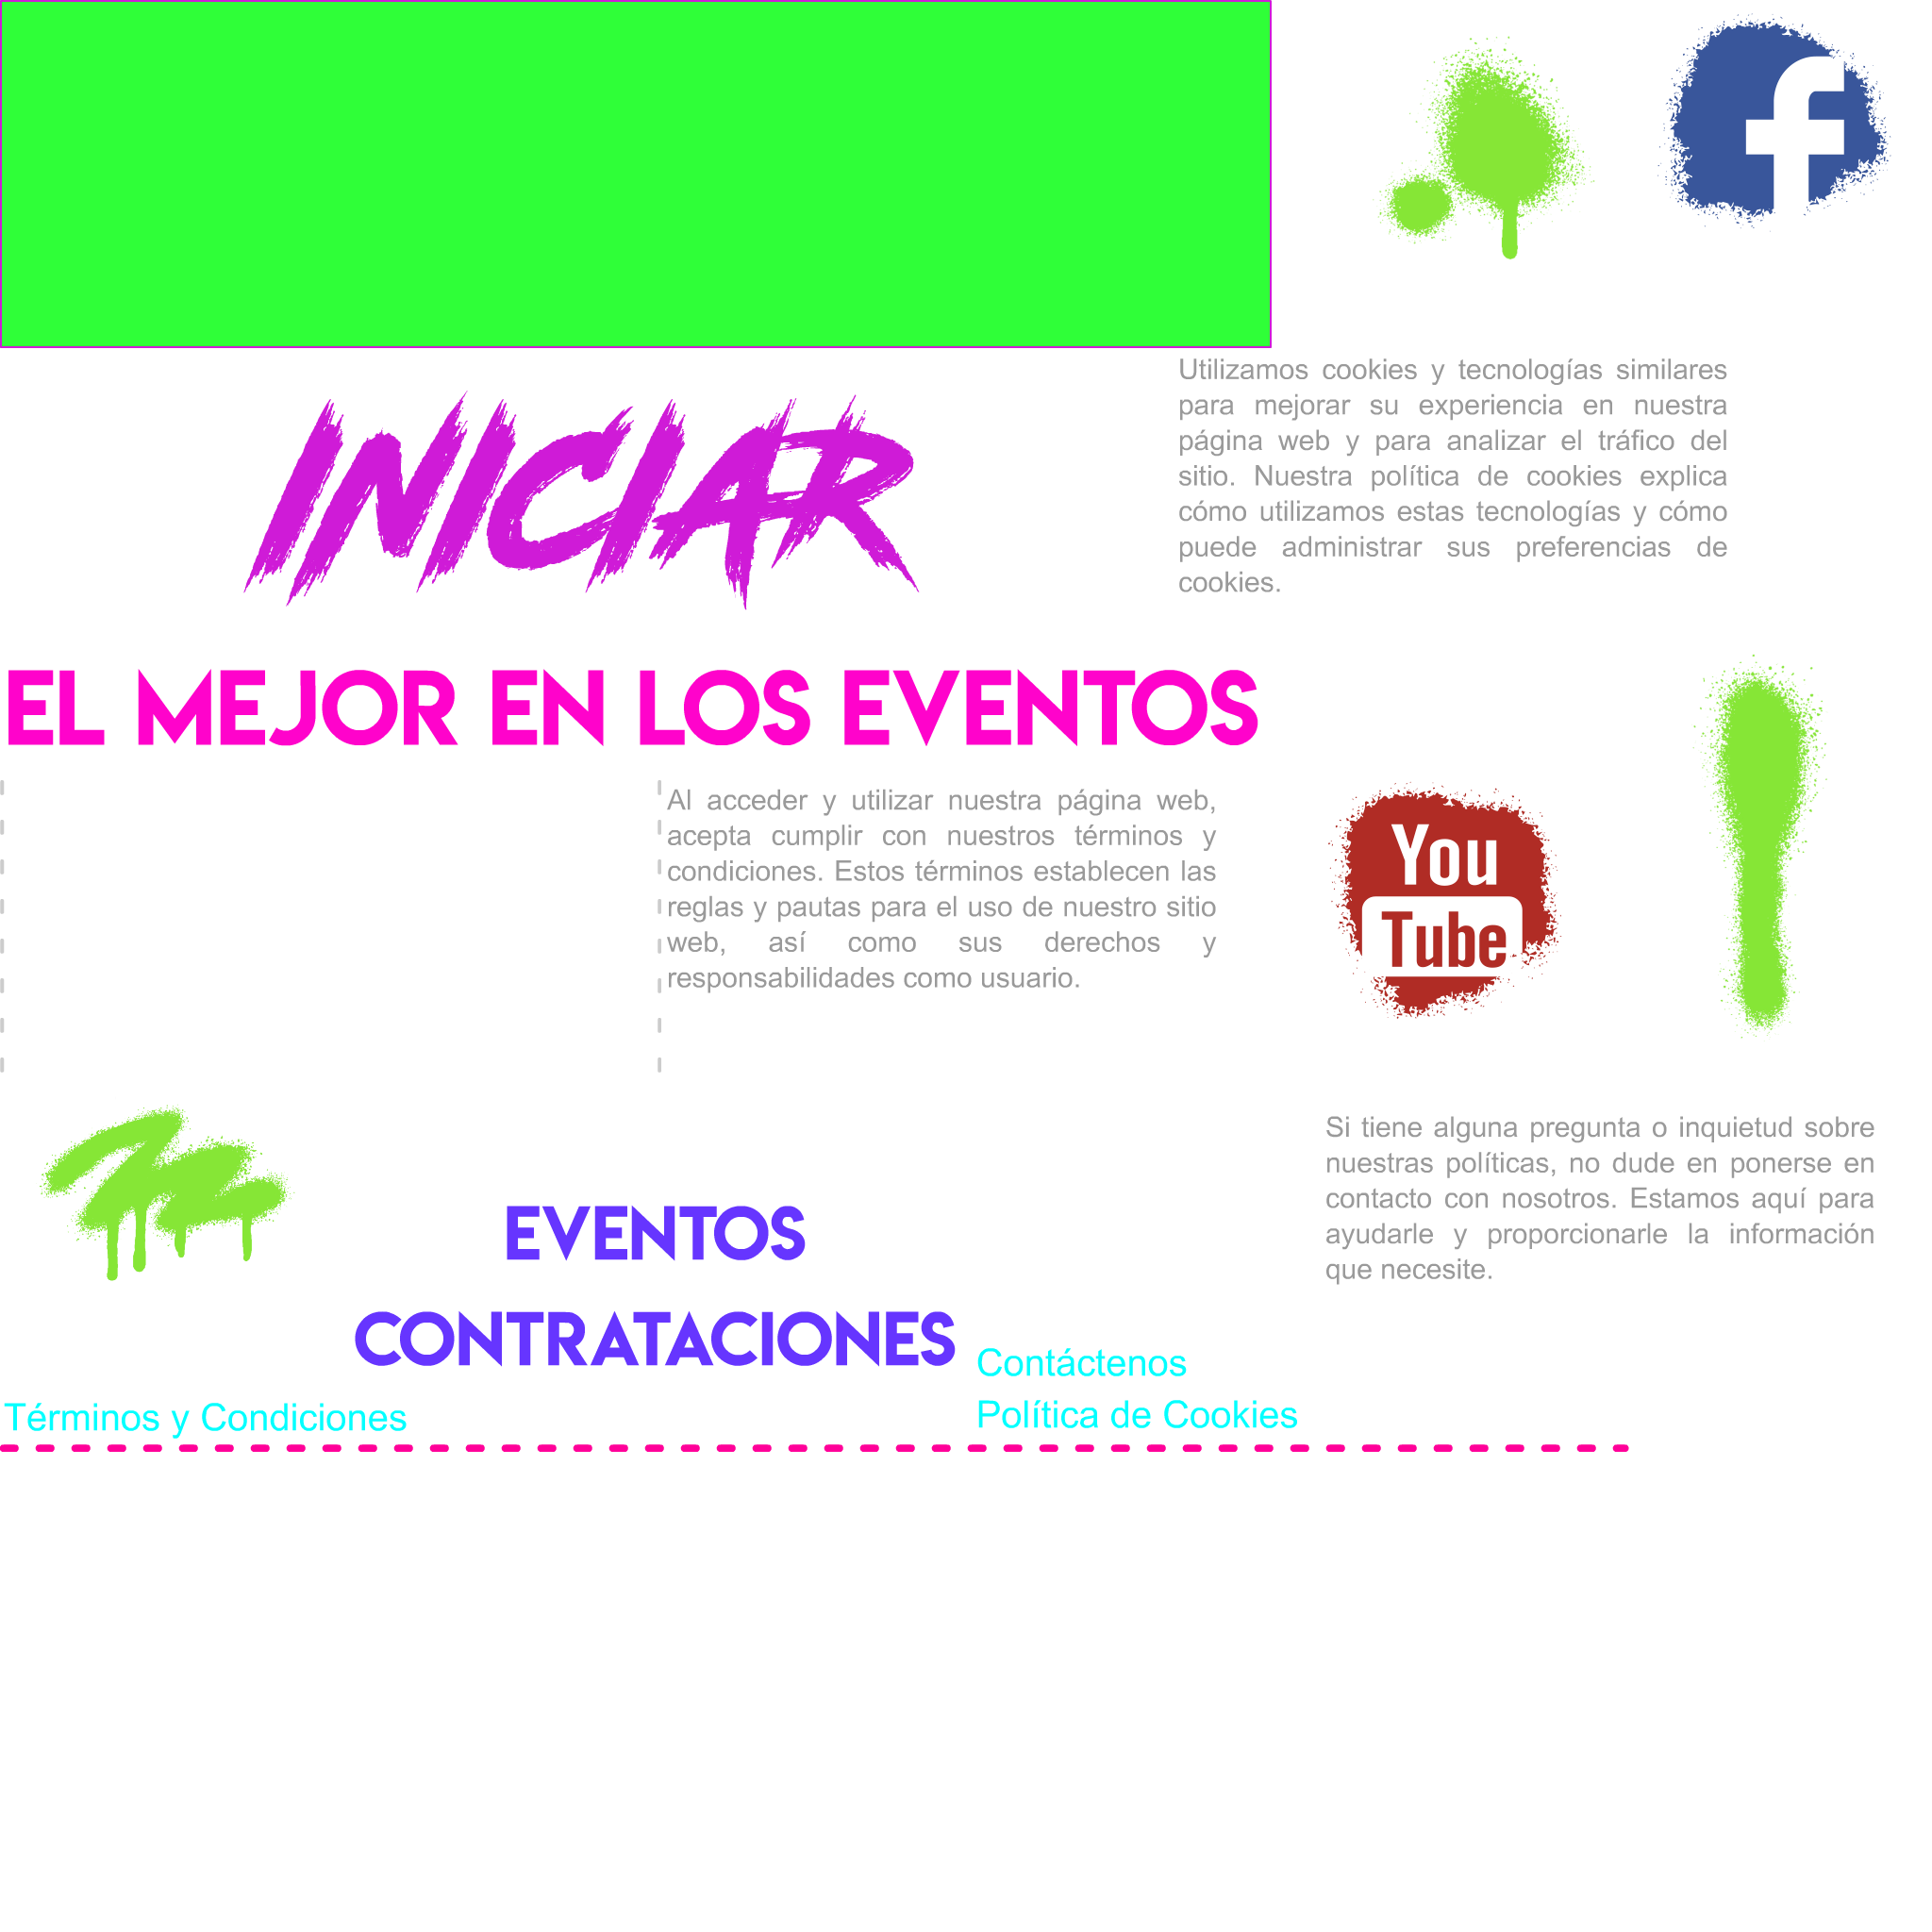 Utilizamos cookies y tecnologías similares
para mejorar su experiencia en nuestra
página web y para analizar el tráfico del
sitio. Nuestra política de cookies explica
cómo utilizamos estas tecnologías y cómo
puede administrar sus preferencias de
cookies.
INICIAR
EL MEJOR EN LOS EVENTOS
Al acceder y utilizar nuestra página web,
acepta cumplir con nuestros términos y
condiciones. Estos términos establecen las
reglas y pautas para el uso de nuestro sitio
web, así como sus derechos y
responsabilidades como usuario.
You
Tube
Si tiene alguna pregunta o inquietud sobre
nuestras políticas, no dude en ponerse en
contacto con nosotros. Estamos aquí para
ayudarle y proporcionarle la información
que necesite.
EVENTOS
CONTRATACIONES
Contáctenos
Política de Cookies
Términos y Condiciones